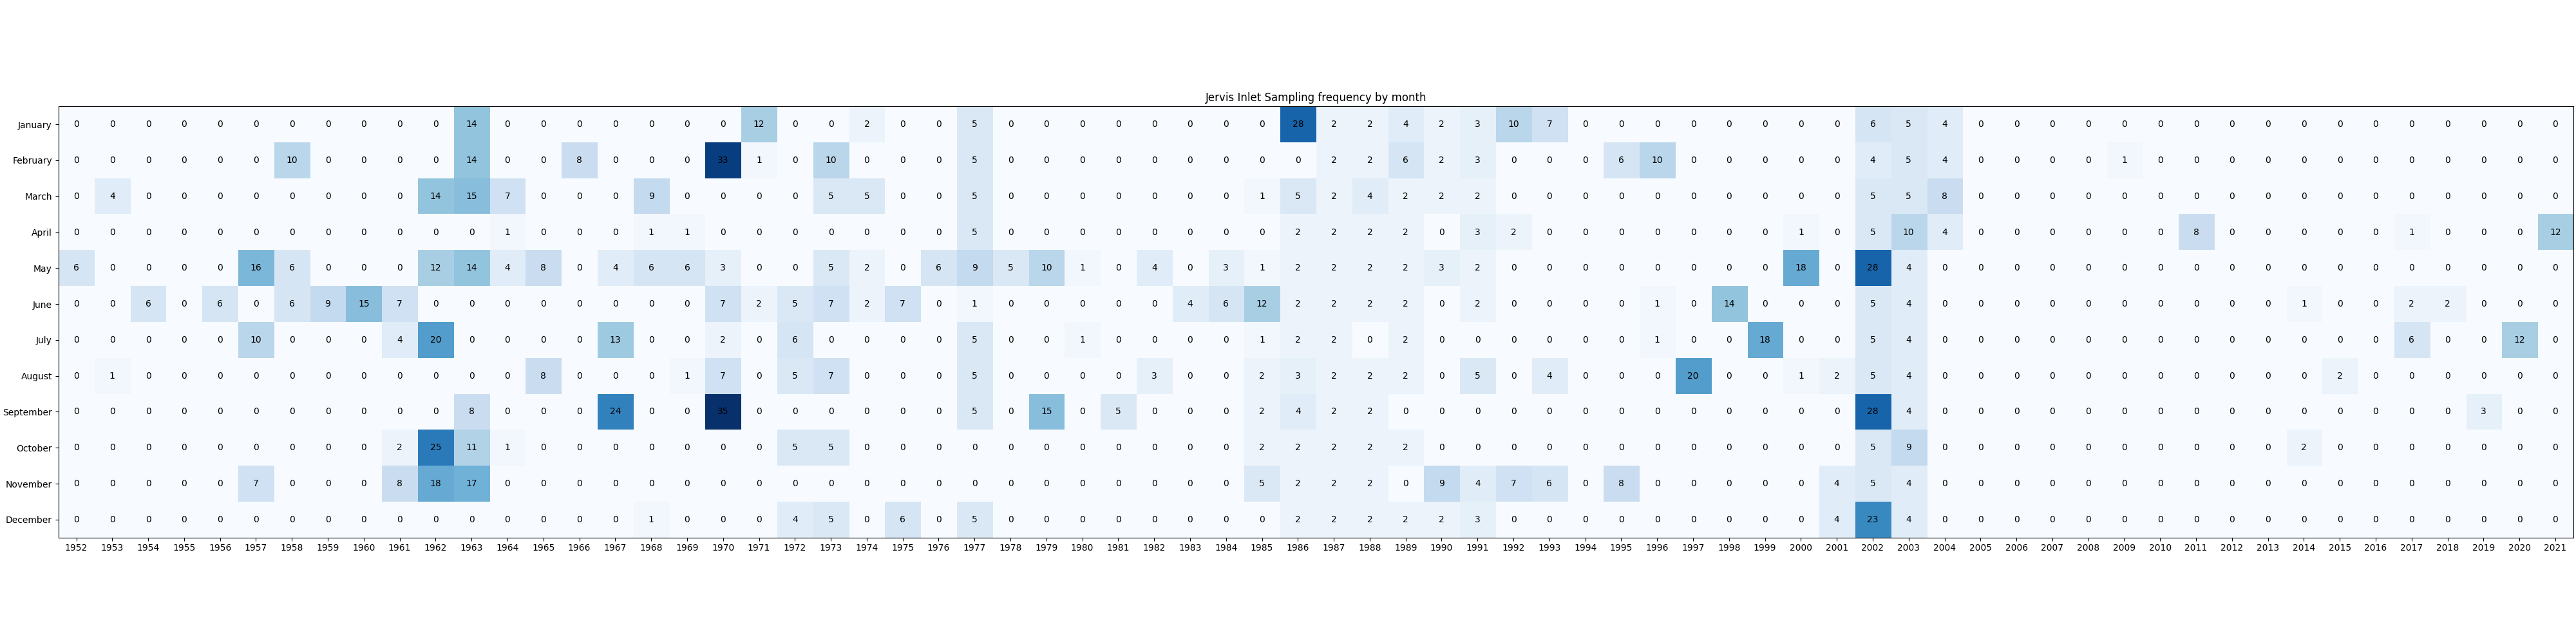 Jervis Inlet Sampling frequency by month
January 0 0 0 0 0 0 0 0 0 0 0 14 0 0 0 0 0 0 0 12 0 0 2 0 0 5 0 0 0 0 0 0 0 0 28 2 2 4 2 3 10 7 0 0 0 0 0 0 0 0 6 5 4 0 0 0 0 0 0 0 0 0 0 0 0 0 0 0 0 0
February 0 0 0 0 0 0 10 0 0 0 0 14 0 0 8 0 0 0 33 1 0 10 0 0 0 5 0 0 0 0 0 0 0 0 0 2 2 6 2 3 0 0 0 6 10 0 0 0 0 0 4 5 4 0 0 0 0 1 0 0 0 0 0 0 0 0 0 0 0 0
March 0 4 0 0 0 0 0 0 0 0 14 15 7 0 0 0 9 0 0 0 0 5 5 0 0 5 0 0 0 0 0 0 0 1 5 2 4 2 2 2 0 0 0 0 0 0 0 0 0 0 5 5 8 0 0 0 0 0 0 0 0 0 0 0 0 0 0 0 0 0
April 0 0 0 0 0 0 0 0 0 0 0 0 1 0 0 0 1 1 0 0 0 0 0 0 0 5 0 0 0 0 0 0 0 0 2 2 2 2 0 3 2 0 0 0 0 0 0 0 1 0 5 10 4 0 0 0 0 0 0 8 0 0 0 0 0 1 0 0 0 12
May 6 0 0 0 0 16 6 0 0 0 12 14 4 8 0 4 6 6 3 0 0 5 2 0 6 9 5 10 1 0 4 0 3 1 2 2 2 2 3 2 0 0 0 0 0 0 0 0 18 0 28 4 0 0 0 0 0 0 0 0 0 0 0 0 0 0 0 0 0 0
June 0 0 6 0 6 0 6 9 15 7 0 0 0 0 0 0 0 0 7 2 5 7 2 7 0 1 0 0 0 0 0 4 6 12 2 2 2 2 0 2 0 0 0 0 1 0 14 0 0 0 5 4 0 0 0 0 0 0 0 0 0 0 1 0 0 2 2 0 0 0
July 0 0 0 0 0 10 0 0 0 4 20 0 0 0 0 13 0 0 2 0 6 0 0 0 0 5 0 0 1 0 0 0 0 1 2 2 0 2 0 0 0 0 0 0 1 0 0 18 0 0 5 4 0 0 0 0 0 0 0 0 0 0 0 0 0 6 0 0 12 0
August 0 1 0 0 0 0 0 0 0 0 0 0 0 8 0 0 0 1 7 0 5 7 0 0 0 5 0 0 0 0 3 0 0 2 3 2 2 2 0 5 0 4 0 0 0 20 0 0 1 2 5 4 0 0 0 0 0 0 0 0 0 0 0 2 0 0 0 0 0 0
September 0 0 0 0 0 0 0 0 0 0 0 8 0 0 0 24 0 0 35 0 0 0 0 0 0 5 0 15 0 5 0 0 0 2 4 2 2 0 0 0 0 0 0 0 0 0 0 0 0 0 28 4 0 0 0 0 0 0 0 0 0 0 0 0 0 0 0 3 0 0
October 0 0 0 0 0 0 0 0 0 2 25 11 1 0 0 0 0 0 0 0 5 5 0 0 0 0 0 0 0 0 0 0 0 2 2 2 2 2 0 0 0 0 0 0 0 0 0 0 0 0 5 9 0 0 0 0 0 0 0 0 0 0 2 0 0 0 0 0 0 0
November 0 0 0 0 0 7 0 0 0 8 18 17 0 0 0 0 0 0 0 0 0 0 0 0 0 0 0 0 0 0 0 0 0 5 2 2 2 0 9 4 7 6 0 8 0 0 0 0 0 4 5 4 0 0 0 0 0 0 0 0 0 0 0 0 0 0 0 0 0 0
December 0 0 0 0 0 0 0 0 0 0 0 0 0 0 0 0 1 0 0 0 4 5 0 6 0 5 0 0 0 0 0 0 0 0 2 2 2 2 2 3 0 0 0 0 0 0 0 0 0 4 23 4 0 0 0 0 0 0 0 0 0 0 0 0 0 0 0 0 0 0
1952 1953 1954 1955 1956 1957 1958 1959 1960 1961 1962 1963 1964 1965 1966 1967 1968 1969 1970 1971 1972 1973 1974 1975 1976 1977 1978 1979 1980 1981 1982 1983 1984 1985 1986 1987 1988 1989 1990 1991 1992 1993 1994 1995 1996 1997 1998 1999 2000 2001 2002 2003 2004 2005 2006 2007 2008 2009 2010 2011 2012 2013 2014 2015 2016 2017 2018 2019 2020 2021